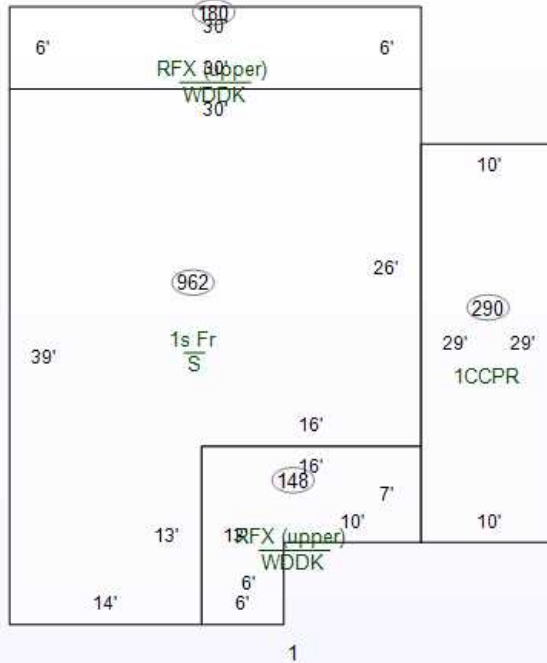 180
30'
6' 6'
30'
RFX (upper)
WDDK
30'
10'
26'
962
290
39'
29' 29'
1s Fr
S
1CCPR
16'
16'
148
7'
10' 10'
13' 13'
RFX (upper)
WDDK
6'
14' 6'
1